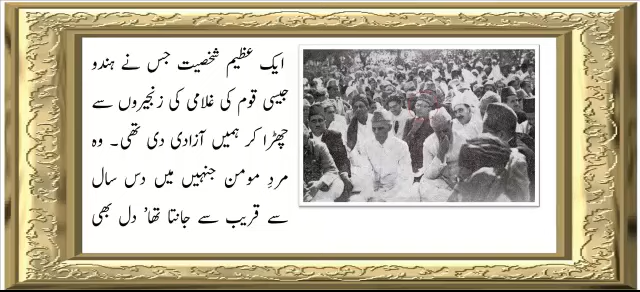 ایک عظیم شخصیت جس نے ہندو
جیسی قوم کی غلامی کی زنجیروں سے
چھڑا کر ہمیں آزادی دی تھی۔ وہ
مردِ مومن جنہیں میں دس سال
سے قریب سے جانتا تھا’ دل بھی